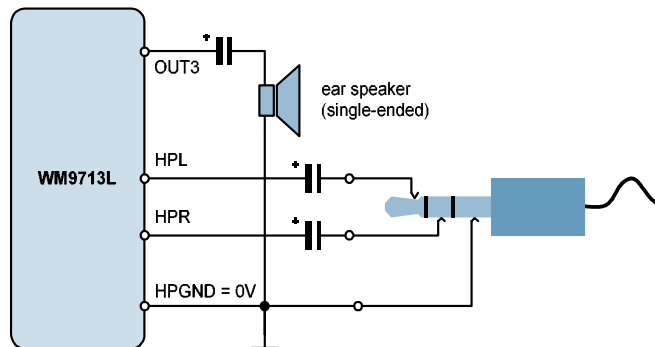 OUT3
ear speaker
(single-ended)
HPL
WM9713L
HPR
HPGND = 0V
+
+
+